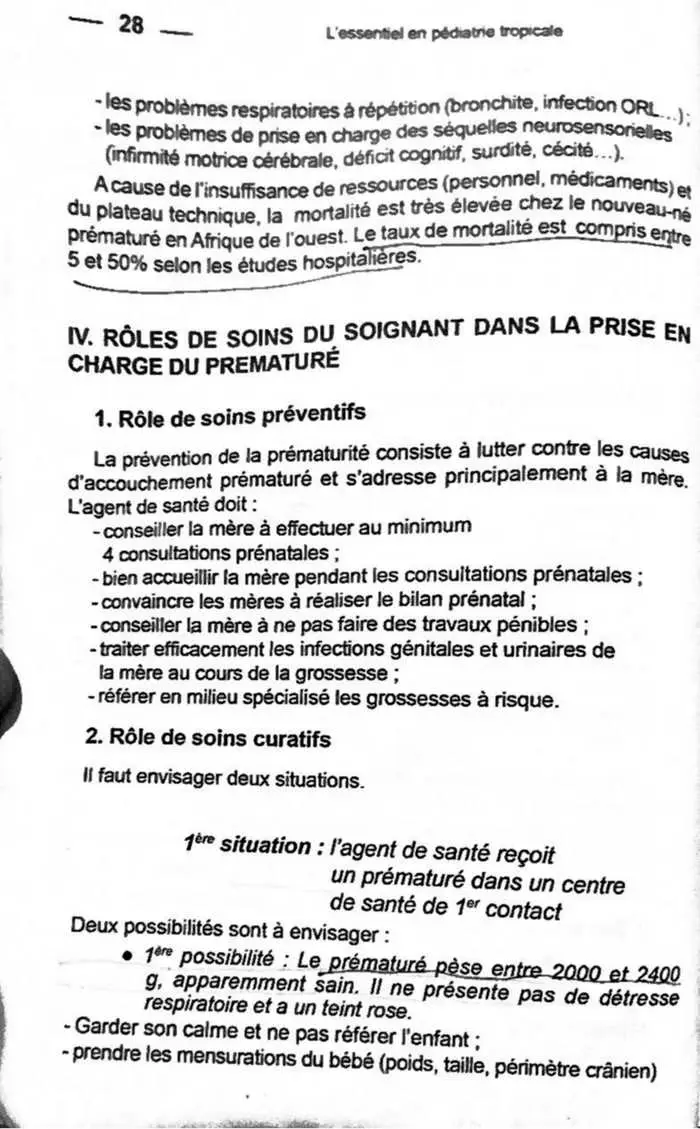 — 28 —
L'essentiel en pédiatrie tropicale
- les problèmes respiratoires à répétition (bronchite, infection ORL...);
- les problèmes de prise en charge des séquelles neurosensorielles
(infirmité motrice cérébrale, déficit cognitif, surdité, cécité...).
A cause de l'insuffisance de ressources (personnel, médicaments) et
du plateau technique, la mortalité est très élevée chez le nouveau-né
prématuré en Afrique de l'ouest. Le taux de mortalité est compris entre
5 et 50% selon les études hospitalières.
IV. RÔLES DE SOINS DU SOIGNANT DANS LA PRISE EN
CHARGE DU PREMATURÉ
1. Rôle de soins préventifs
La prévention de la prématurité consiste à lutter contre les causes
d'accouchement prématuré et s'adresse principalement à la mère.
L'agent de santé doit :
- conseiller la mère à effectuer au minimum
4 consultations prénatales ;
- bien accueillir la mère pendant les consultations prénatales ;
- convaincre les mères à réaliser le bilan prénatal ;
- conseiller la mère à ne pas faire des travaux pénibles ;
- traiter efficacement les infections génitales et urinaires de
la mère au cours de la grossesse ;
- référer en milieu spécialisé les grossesses à risque.
2. Rôle de soins curatifs
Il faut envisager deux situations.
1ère situation : l'agent de santé reçoit
un prématuré dans un centre
de santé de 1er contact
Deux possibilités sont à envisager :
• 1ère possibilité : Le prématuré pèse entre 2000 et 2400
g, apparemment sain. Il ne présente pas de détresse
respiratoire et a un teint rose.
- Garder son calme et ne pas référer l'enfant ;
- prendre les mensurations du bébé (poids, taille, périmètre crânien)